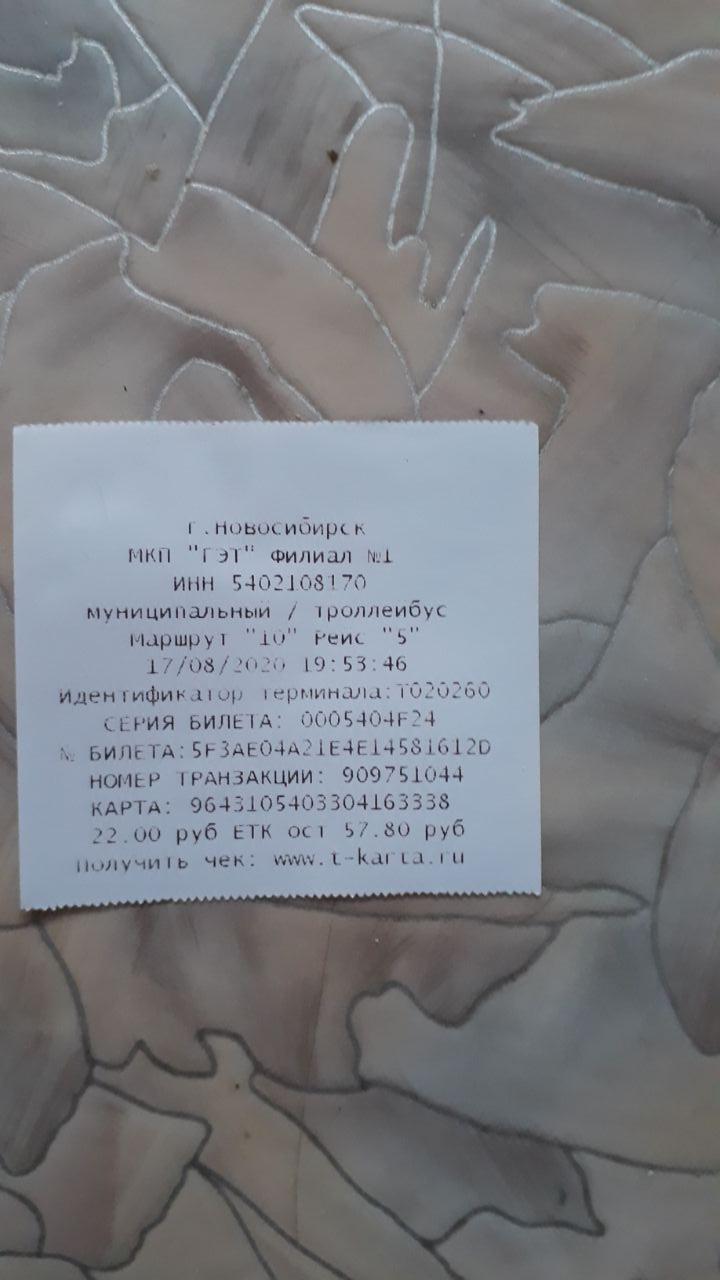 г.Новосибирск
МКП "ГЭТ" Филиал №1
ИНН 5402108170
муниципальный / троллейбус
Маршрут "10" Рейс "5"
17/08/2020 19:53:46
Идентификатор терминала:T020260
СЕРИЯ БИЛЕТА: 0005404F24
№ БИЛЕТА:5F3AE04A21E4E14581612D
НОМЕР ТРАНЗАКЦИИ: 909751044
КАРТА: 9643105403304163338
22.00 руб ЕТК ост 57.80 руб
Получить чек: www.t-karta.ru